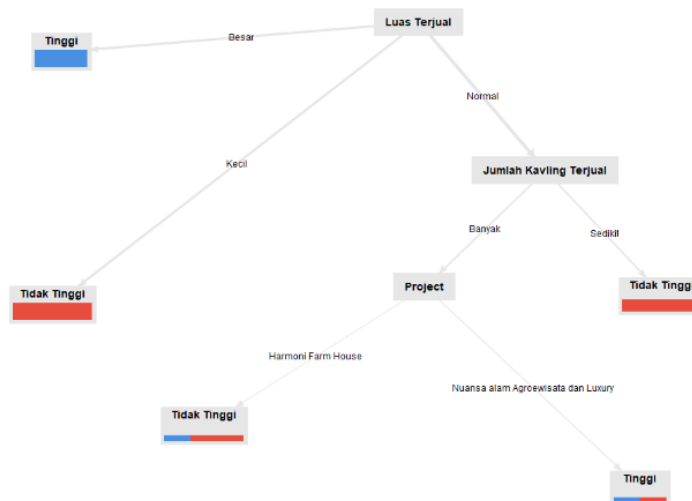 Luas Terjual
Tinggi
Besar
Normal
Kecil
Jumlah Kavling Terjual
Banyak
Sedikit
Tidak Tinggi
Project
Tidak Tinggi
Harmoni Farm House
Nuansa alam Agroewisata dan Luxury
Tidak Tinggi
Tinggi